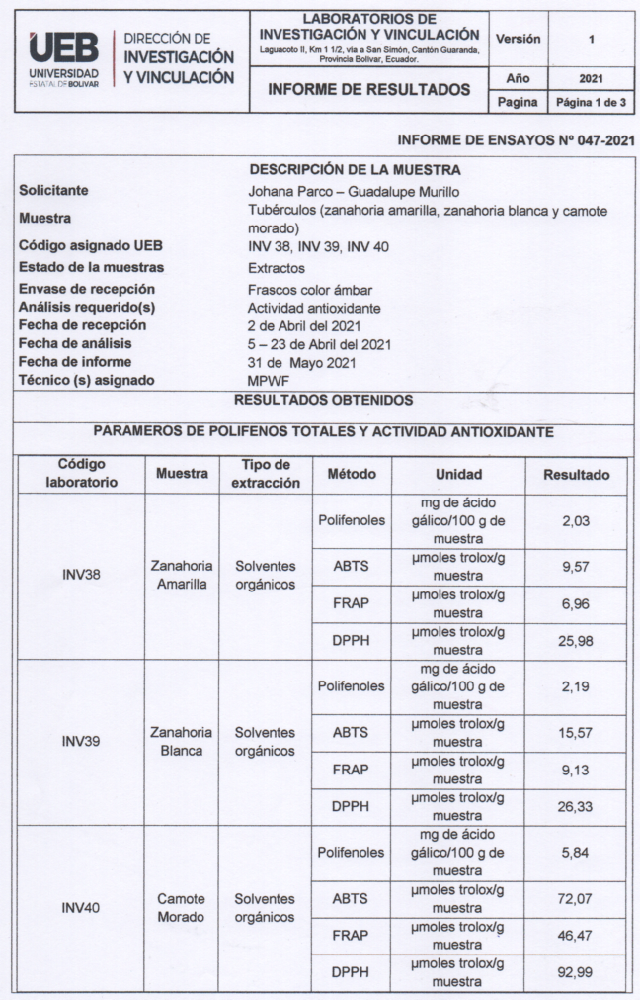 UEB
UNIVERSIDAD
ESTATAL DE BOLIVAR
DIRECCIÓN DE
INVESTIGACIÓN
Y VINCULACIÓN
LABORATORIOS DE
INVESTIGACIÓN Y VINCULACIÓN
Laguacoto II, Km 1 1/2, vía a San Simón, Cantón Guaranda,
Provincia Bolívar, Ecuador.
INFORME DE RESULTADOS
Versión 1
Año 2021
Pagina Página 1 de 3
INFORME DE ENSAYOS Nº 047-2021
DESCRIPCIÓN DE LA MUESTRA
Solicitante Johana Parco – Guadalupe Murillo
Muestra Tubérculos (zanahoria amarilla, zanahoria blanca y camote
morado)
Código asignado UEB INV 38, INV 39, INV 40
Estado de la muestras Extractos
Envase de recepción Frascos color ámbar
Análisis requerido(s) Actividad antioxidante
Fecha de recepción 2 de Abril del 2021
Fecha de análisis 5 – 23 de Abril del 2021
Fecha de informe 31 de Mayo 2021
Técnico (s) asignado MPWF
RESULTADOS OBTENIDOS
PARAMEROS DE POLIFENOS TOTALES Y ACTIVIDAD ANTIOXIDANTE
Código
laboratorio
Muestra
Tipo de
extracción
Método
Unidad
Resultado
INV38
Zanahoria
Amarilla
Solventes
orgánicos
Polifenoles
mg de ácido
gálico/100 g de
muestra
2,03
ABTS
µmoles trolox/g
muestra
9,57
FRAP
µmoles trolox/g
muestra
6,96
DPPH
µmoles trolox/g
muestra
25,98
INV39
Zanahoria
Blanca
Solventes
orgánicos
Polifenoles
mg de ácido
gálico/100 g de
muestra
2,19
ABTS
µmoles trolox/g
muestra
15,57
FRAP
µmoles trolox/g
muestra
9,13
DPPH
µmoles trolox/g
muestra
26,33
INV40
Camote
Morado
Solventes
orgánicos
Polifenoles
mg de ácido
gálico/100 g de
muestra
5,84
ABTS
µmoles trolox/g
muestra
72,07
FRAP
µmoles trolox/g
muestra
46,47
DPPH
µmoles trolox/g
muestra
92,99